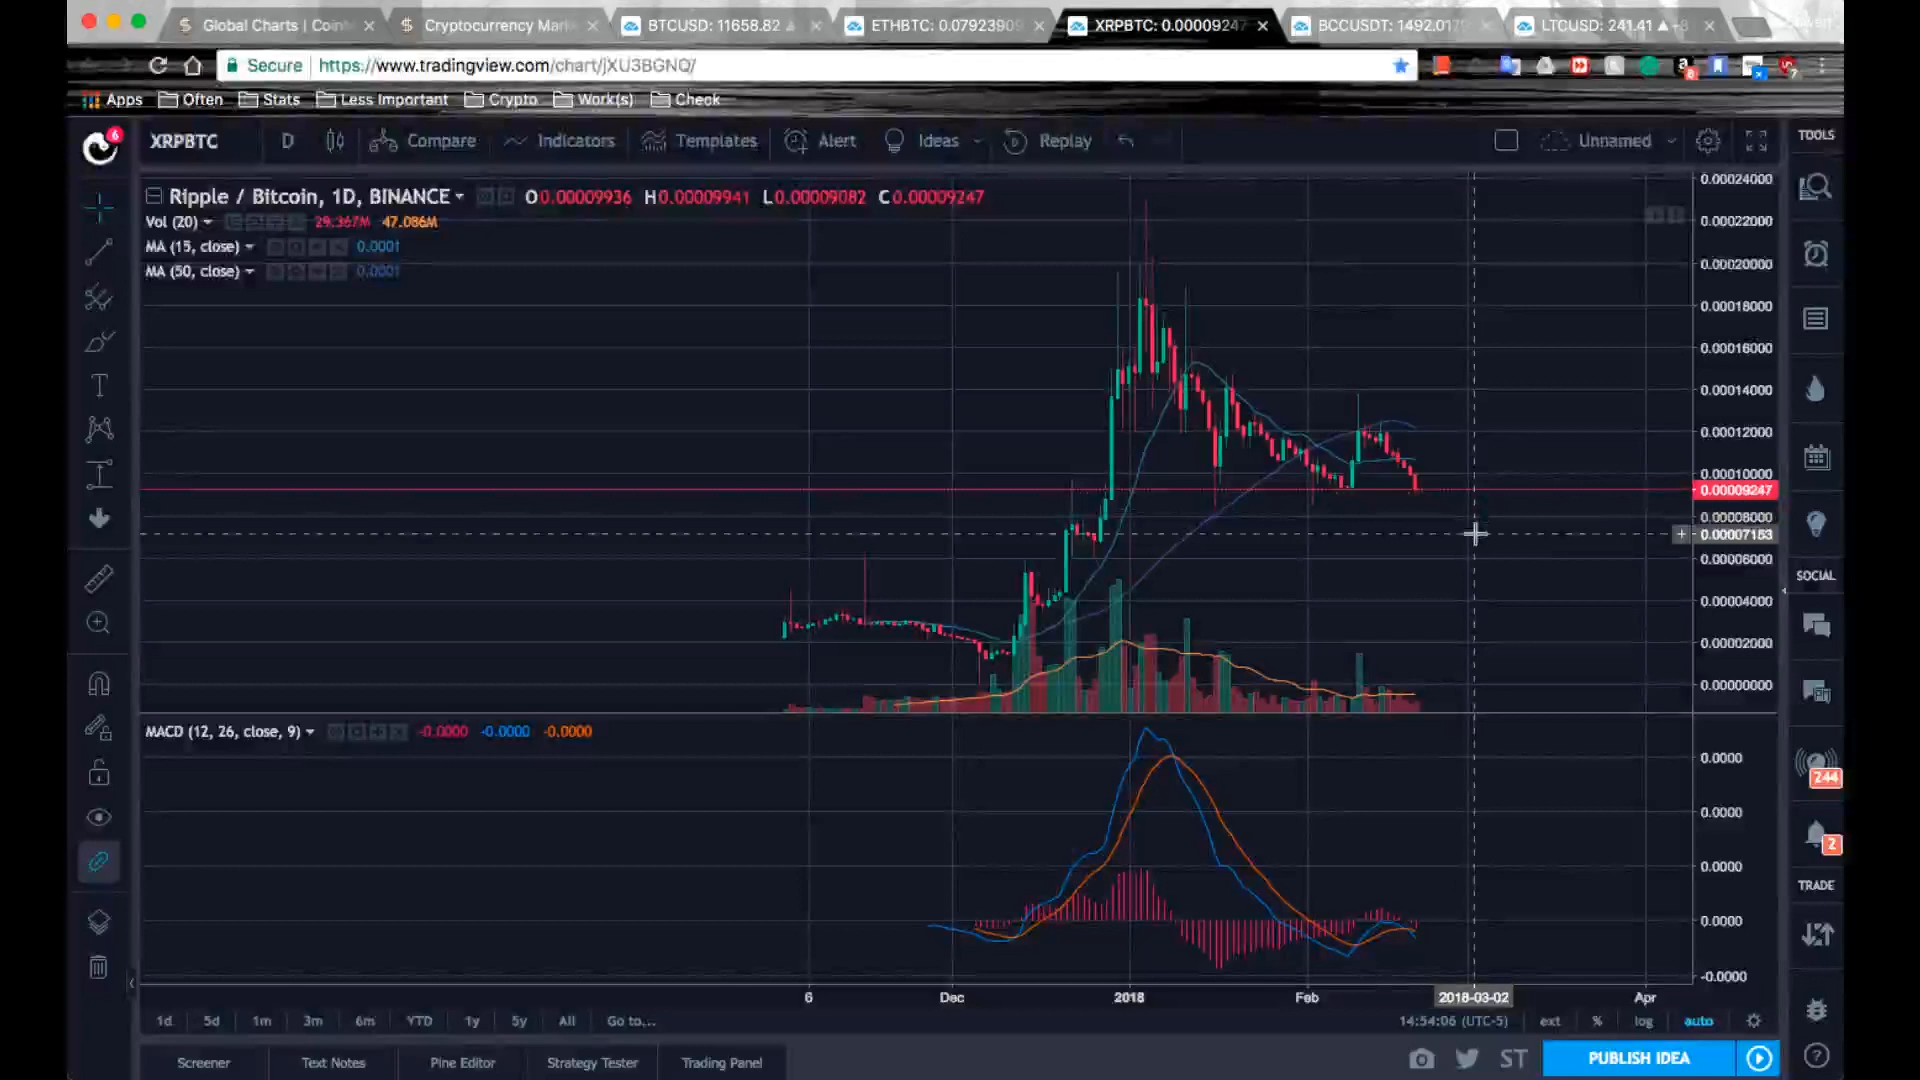 Global Charts | Coin
Cryptocurrency Mark
BTCUSD: 11658.82 ▲
ETHBTC: 0.0792390
XRPBTC: 0.00009247
BCCUSDT: 1492.017
LTCUSD: 241.41 ▲ +8
Secure https://www.tradingview.com/chart/jXU3BGNQ/
Apps Often Stats Less Important Crypto Work(s) Check
XRPBTC D Compare Indicators Templates Alert Ideas Replay Unnamed
TOOLS
Ripple / Bitcoin, 1D, BINANCE O0.00009936 H0.00009941 L0.00009082 C0.00009247
Vol (20) 29.367M 47.086M
MA (15, close) 0.0001
MA (50, close) 0.0001
0.00024000
0.00022000
0.00020000
0.00018000
0.00016000
0.00014000
0.00012000
0.00010000
0.00009247
0.00008000
0.00007153
0.00006000
0.00004000
0.00002000
0.00000000
SOCIAL
MACD (12, 26, close, 9) -0.0000 -0.0000 -0.0000
0.0000
0.0000
0.0000
0.0000
-0.0000
244
2
6
TRADE
6 Dec 2018 Feb 2018-03-02 Apr
1d 5d 1m 3m 6m YTD 1y 5y All Go to... 14:54:06 (UTC-5) ext % log auto
Screener Text Notes Pine Editor Strategy Tester Trading Panel ST PUBLISH IDEA